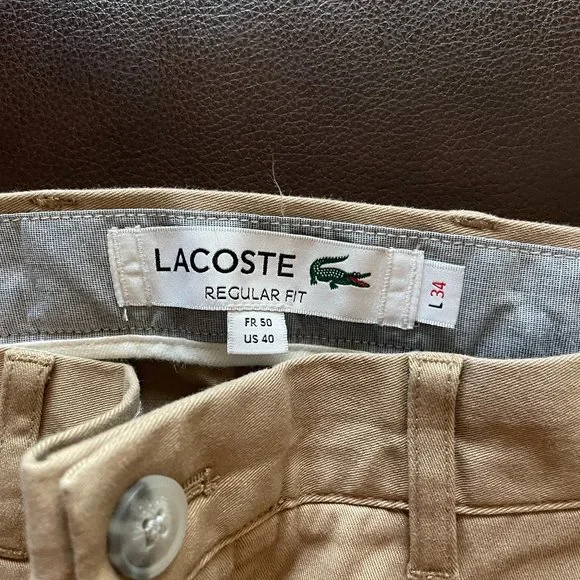 LACOSTE
REGULAR FIT
L 34
FR 50
US 40